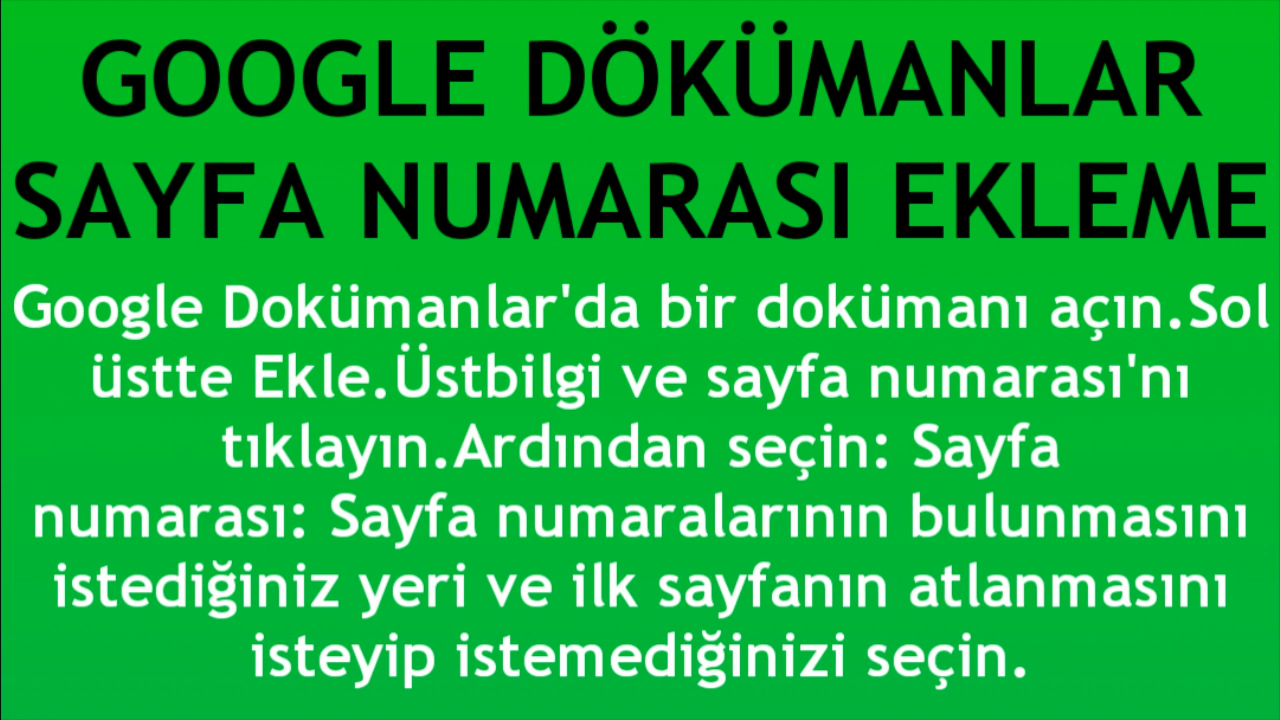 GOOGLE DÖKÜMANLAR
SAYFA NUMARASI EKLEME
Google Dokümanlar'da bir dokümanı açın.Sol
üstte Ekle.Üstbilgi ve sayfa numarası'nı
tıklayın.Ardından seçin: Sayfa
numarası: Sayfa numaralarının bulunmasını
istediğiniz yeri ve ilk sayfanın atlanmasını
isteyip istemediğinizi seçin.